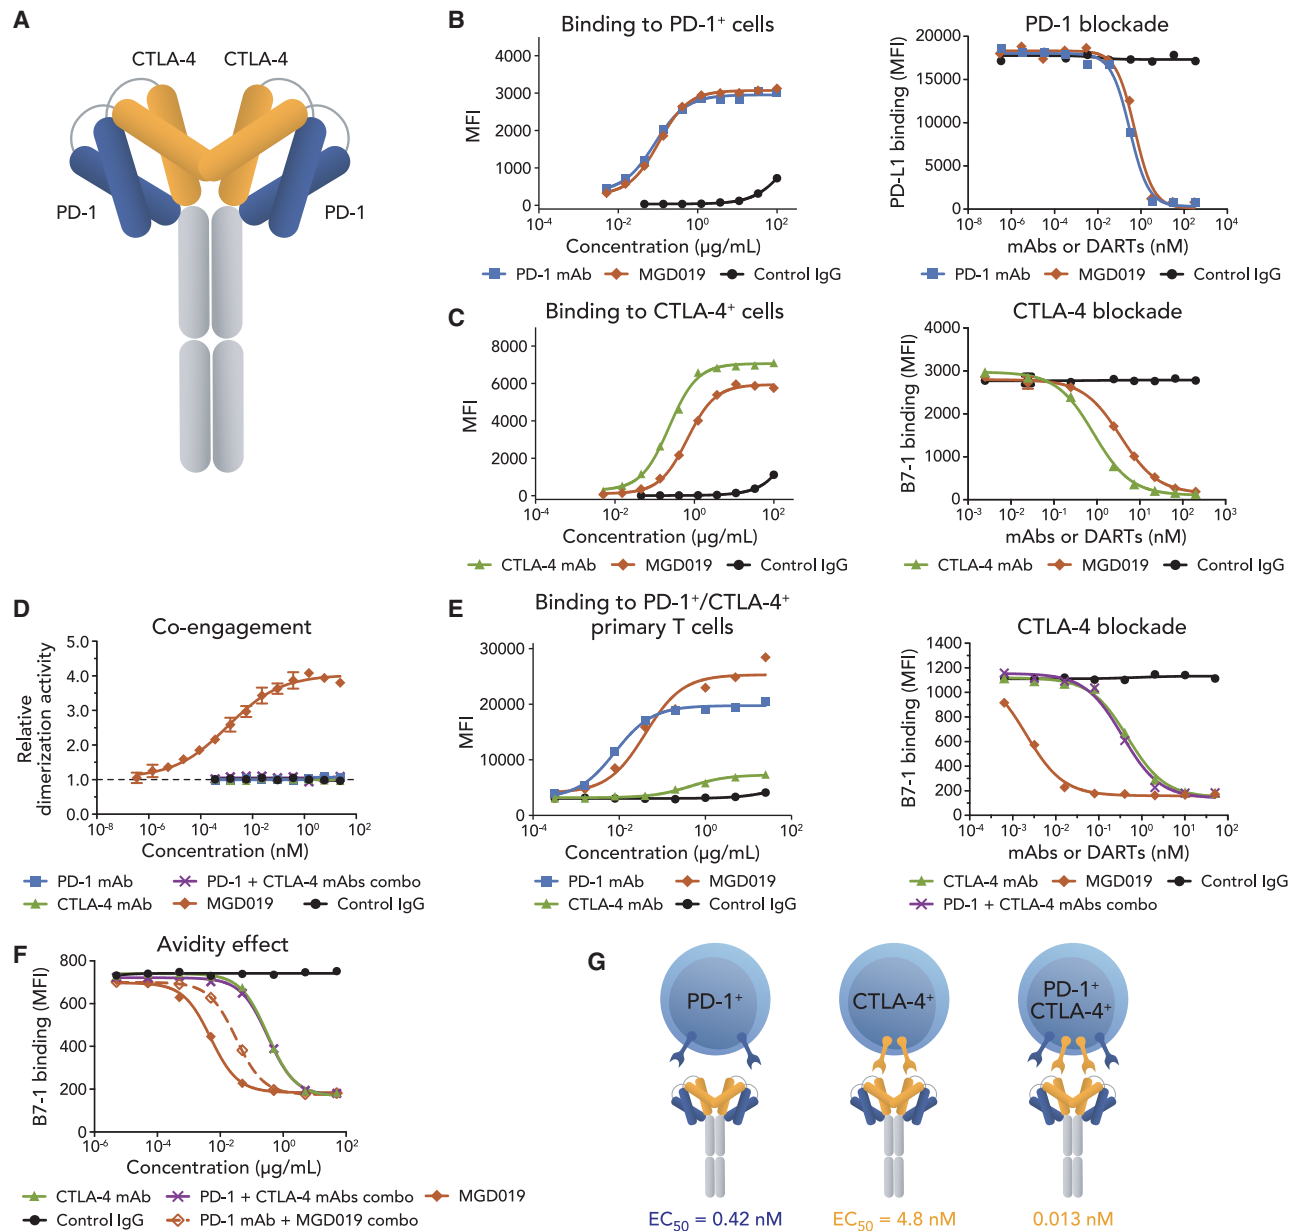 A
CTLA-4
CTLA-4
PD-1
PD-1
B
Binding to PD-1⁺ cells
MFI
4000
3000
2000
1000
0
10⁻⁴
10⁻²
10⁰
10²
Concentration (µg/mL)
PD-1 blockade
PD-L1 binding (MFI)
20000
15000
10000
5000
0
10⁻⁸
10⁻⁶
10⁻⁴
10⁻²
10⁰
10²
10⁴
mAbs or DARTs (nM)
PD-1 mAb
MGD019
Control IgG
PD-1 mAb
MGD019
Control IgG
C
Binding to CTLA-4⁺ cells
MFI
8000
6000
4000
2000
0
10⁻⁴
10⁻²
10⁰
10²
Concentration (µg/mL)
CTLA-4 blockade
B7-1 binding (MFI)
4000
3000
2000
1000
0
10⁻³
10⁻²
10⁻¹
10⁰
10¹
10²
10³
mAbs or DARTs (nM)
CTLA-4 mAb
MGD019
Control IgG
CTLA-4 mAb
MGD019
Control IgG
D
Co-engagement
Relative
dimerization activity
5.0
4.0
3.0
2.0
1.0
0
10⁻⁸
10⁻⁶
10⁻⁴
10⁻²
10⁰
10²
Concentration (nM)
PD-1 mAb
PD-1 + CTLA-4 mAbs combo
CTLA-4 mAb
MGD019
Control IgG
E
Binding to PD-1⁺/CTLA-4⁺
primary T cells
MFI
30000
20000
10000
0
10⁻⁴
10⁻²
10⁰
10²
Concentration (µg/mL)
PD-1 mAb
MGD019
CTLA-4 mAb
Control IgG
CTLA-4 blockade
B7-1 binding (MFI)
1400
1200
1000
800
600
400
200
0
10⁻⁴
10⁻³
10⁻²
10⁻¹
10⁰
10¹
10²
mAbs or DARTs (nM)
CTLA-4 mAb
MGD019
Control IgG
PD-1 + CTLA-4 mAbs combo
F
Avidity effect
B7-1 binding (MFI)
800
600
400
200
0
10⁻⁶
10⁻⁴
10⁻²
10⁰
10²
Concentration (µg/mL)
CTLA-4 mAb
PD-1 + CTLA-4 mAbs combo
MGD019
Control IgG
PD-1 mAb + MGD019 combo
G
PD-1⁺
CTLA-4⁺
PD-1⁺
CTLA-4⁺
EC₅₀ = 0.42 nM
EC₅₀ = 4.8 nM
0.013 nM